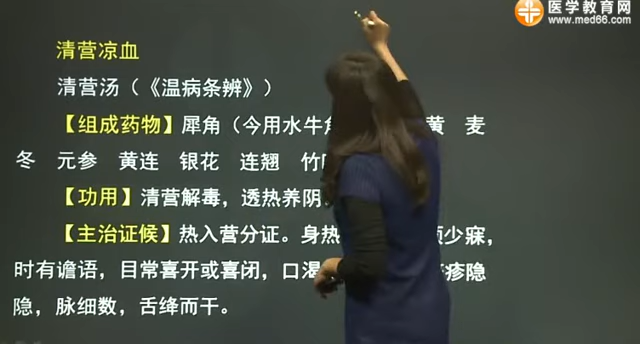 医学教育网
www.med66.com
清营凉血
清营汤（《温病条辨》）
【组成药物】犀角（今用水牛 黄 麦
冬 元参 黄连 银花 连翘 竹
【功用】清营解毒，透热养阴
【主治证候】热入营分证。身热 少寐，
时有谵语，目常喜开或喜闭，口渴 疹隐
隐，脉细数，舌绛而干。